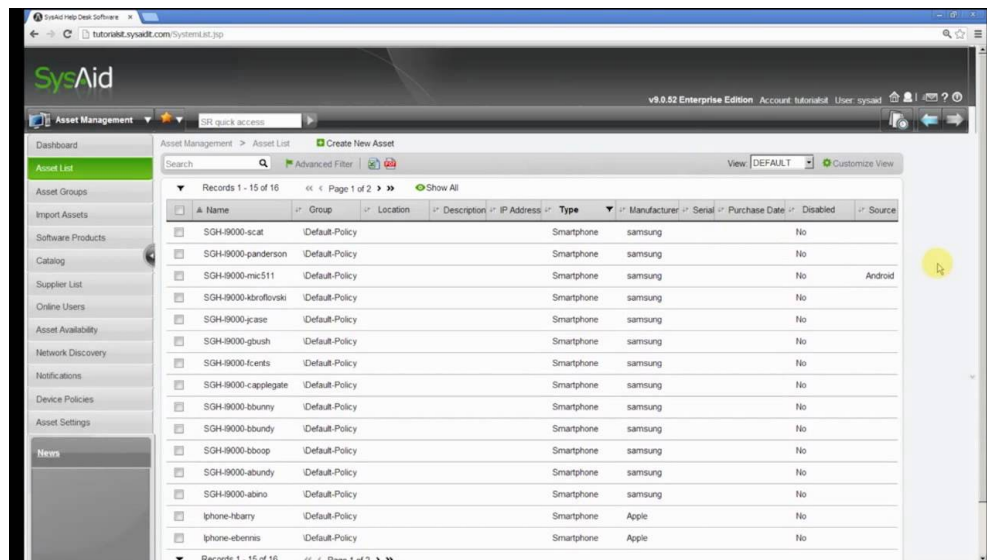 SysAid Help Desk Software
tutorialsit.sysaidit.com/SystemList.jsp
SysAid
v9.0.52 Enterprise Edition Account: tutorialsit User: sysaid
Asset Management SR quick access
Dashboard
Asset List
Asset Groups
Import Assets
Software Products
Catalog
Supplier List
Online Users
Asset Availability
Network Discovery
Notifications
Device Policies
Asset Settings
News
Asset Management > Asset List Create New Asset
Search Advanced Filter View: DEFAULT Customize View
Records 1 - 15 of 16 Page 1 of 2 Show All
Name Group Location Description IP Address Type Manufacturer Serial Purchase Date Disabled Source
SGH-I9000-scat \Default-Policy Smartphone samsung No
SGH-I9000-panderson \Default-Policy Smartphone samsung No
SGH-I9000-mic511 \Default-Policy Smartphone samsung No Android
SGH-I9000-kbroflovski \Default-Policy Smartphone samsung No
SGH-I9000-jcase \Default-Policy Smartphone samsung No
SGH-I9000-gbush \Default-Policy Smartphone samsung No
SGH-I9000-fcents \Default-Policy Smartphone samsung No
SGH-I9000-capplegate \Default-Policy Smartphone samsung No
SGH-I9000-bbunny \Default-Policy Smartphone samsung No
SGH-I9000-bbundy \Default-Policy Smartphone samsung No
SGH-I9000-bboop \Default-Policy Smartphone samsung No
SGH-I9000-abundy \Default-Policy Smartphone samsung No
SGH-I9000-abino \Default-Policy Smartphone samsung No
Iphone-hbarry \Default-Policy Smartphone Apple No
Iphone-ebennis \Default-Policy Smartphone Apple No
Records 1 - 15 of 16 Page 1 of 2